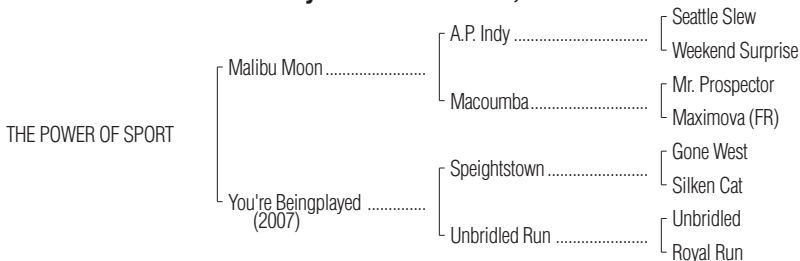 Seattle Slew
A.P. Indy ..................................
Weekend Surprise
Malibu Moon .........................
Mr. Prospector
Macoumba .............................
Maximova (FR)
THE POWER OF SPORT
Gone West
Speightstown .........................
Silken Cat
You're Beingplayed ..............
(2007)
Unbridled
Unbridled Run .......................
Royal Run